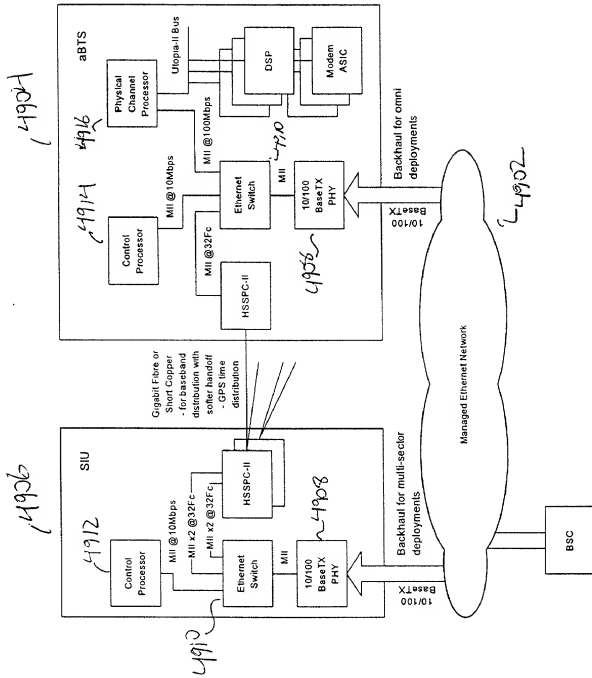 4904
aBTS
4916
Physical
Channel
Processor
Utopia-II Bus
4914
Control
Processor
MII @10Mbps
MII @100Mbps
MII @32Fc
DSP
Modem
ASIC
4910
Ethernet
Switch
MII
HSSPC-II
10/100
BaseTX
PHY
Backhaul for omni
deployments
10/100
BaseTX
4902
Gigabit Fibre or
Short Copper
- for baseband
distribution with
softer handoff
- GPS time
distribution
4906
SIU
4912
Control
Processor
MII @10Mbps
MII x2 @32Fc
MII x2 @32Fc
HSSPC-II
4910
Ethernet
Switch
MII
4908
10/100
BaseTX
PHY
Backhaul for multi-sector
deployments
10/100
BaseTX
Managed Ethernet Network
BSC